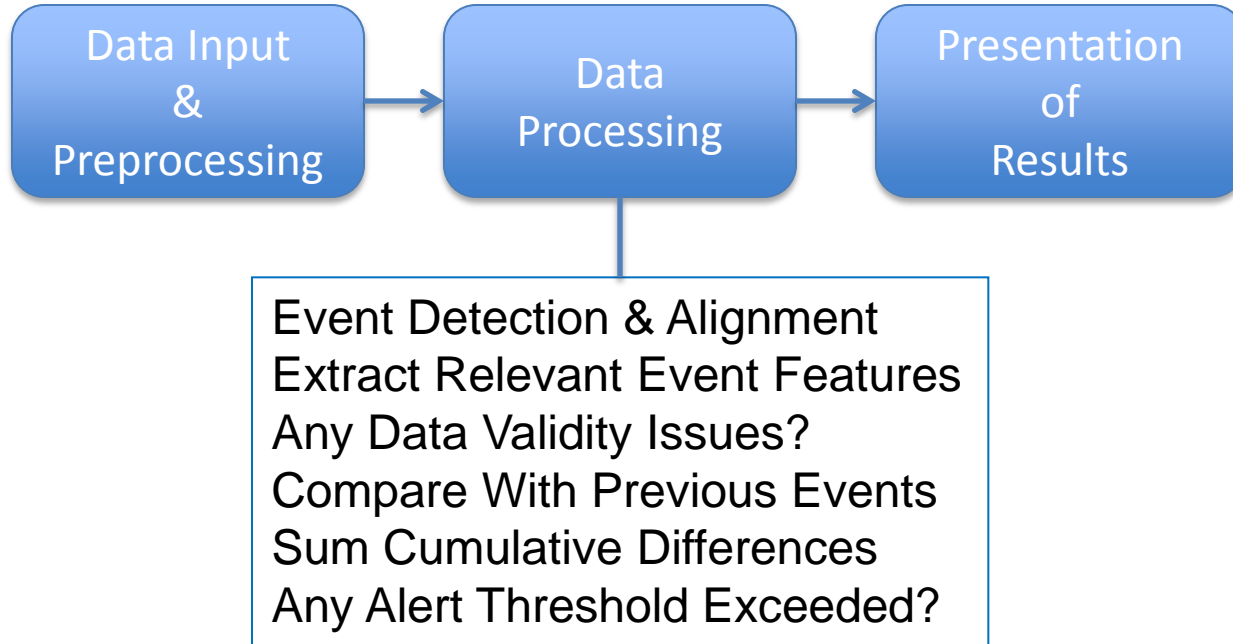 Data Input
&
Preprocessing
Data
Processing
Presentation
of
Results
Event Detection & Alignment
Extract Relevant Event Features
Any Data Validity Issues?
Compare With Previous Events
Sum Cumulative Differences
Any Alert Threshold Exceeded?